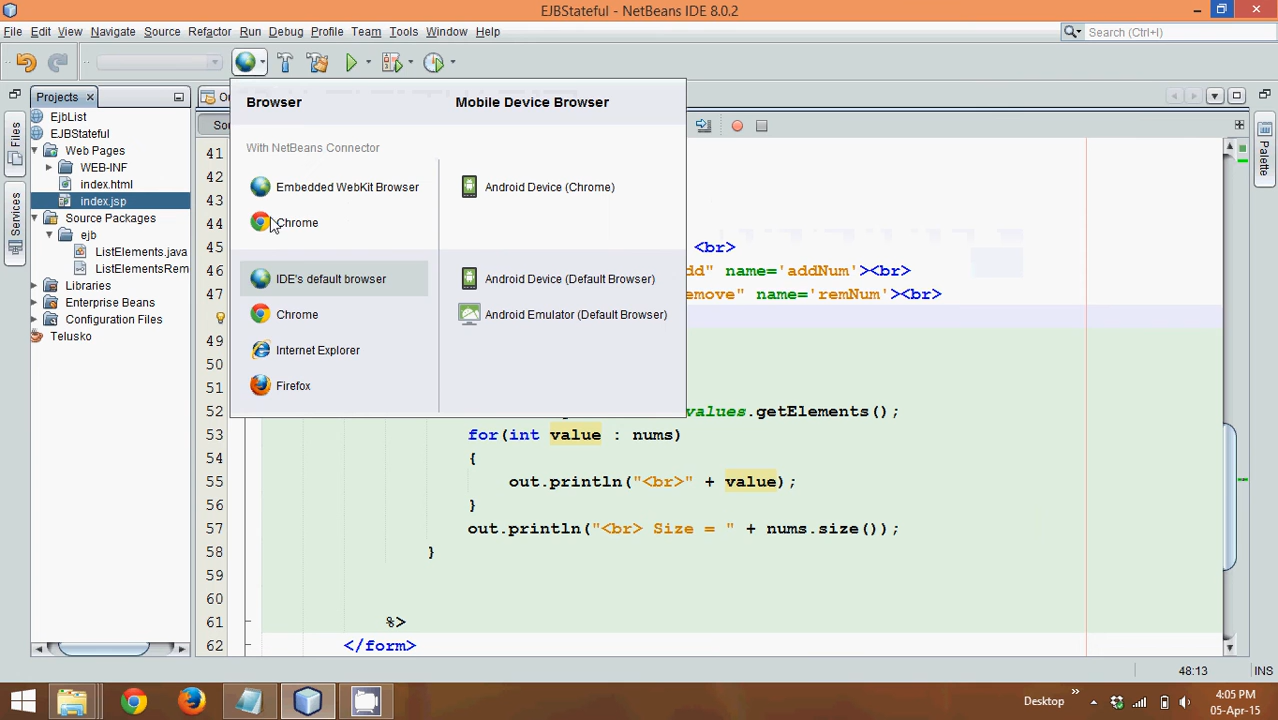 EJBStateful - NetBeans IDE 8.0.2
File Edit View Navigate Source Refactor Run Debug Profile Team Tools Window Help
Search (Ctrl+I)
Projects
Files
Services
Palette
EjbList
EJBStateful
Web Pages
WEB-INF
index.html
index.jsp
Source Packages
ejb
ListElements.java
ListElementsRem
Libraries
Enterprise Beans
Configuration Files
Telusko
Browser
Mobile Device Browser
With NetBeans Connector
Embedded WebKit Browser
Android Device (Chrome)
Chrome
IDE's default browser
Android Device (Default Browser)
Chrome
Android Emulator (Default Browser)
Internet Explorer
Firefox
41
42
43
44
45 <br>
46 dd" name='addNum'><br>
47 emove" name='remNum'><br>
49
50
51
52 values.getElements();
53 for(int value : nums)
54 {
55 out.println("<br>" + value);
56 }
57 out.println("<br> Size = " + nums.size());
58 }
59
60
61 %>
62 </form>
48:13
INS
Desktop
4:05 PM
05-Apr-15